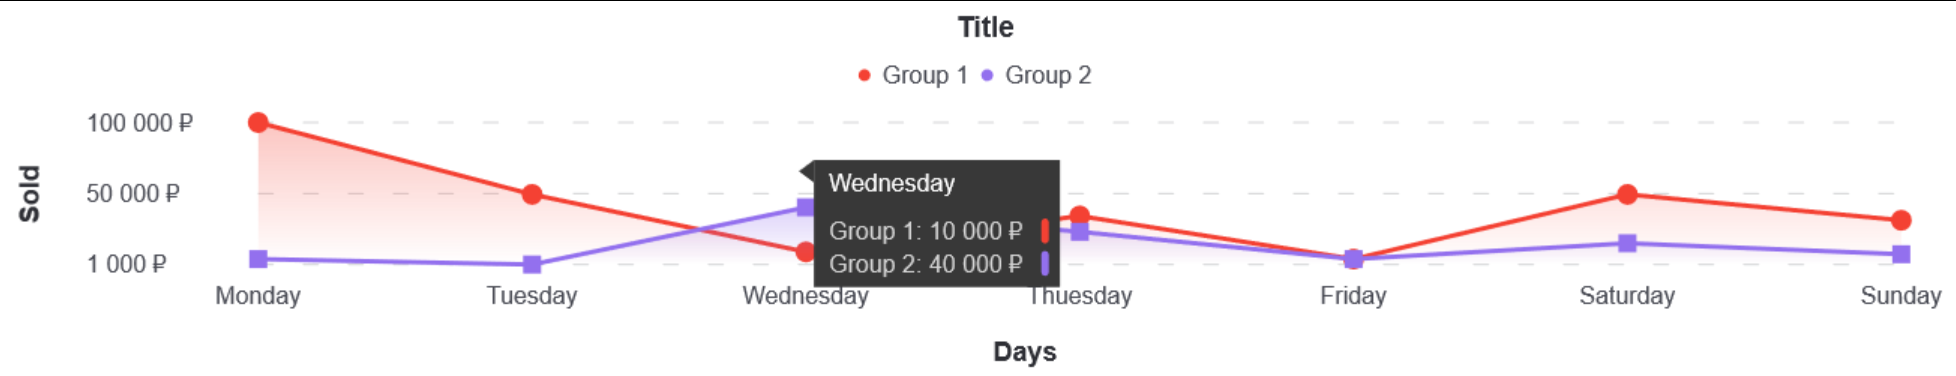 Title
Group 1 Group 2
100 000 ₽
50 000 ₽
1 000 ₽
Sold
Wednesday
Group 1: 10 000 ₽
Group 2: 40 000 ₽
Monday Tuesday Wednesday Thuesday Friday Saturday Sunday
Days